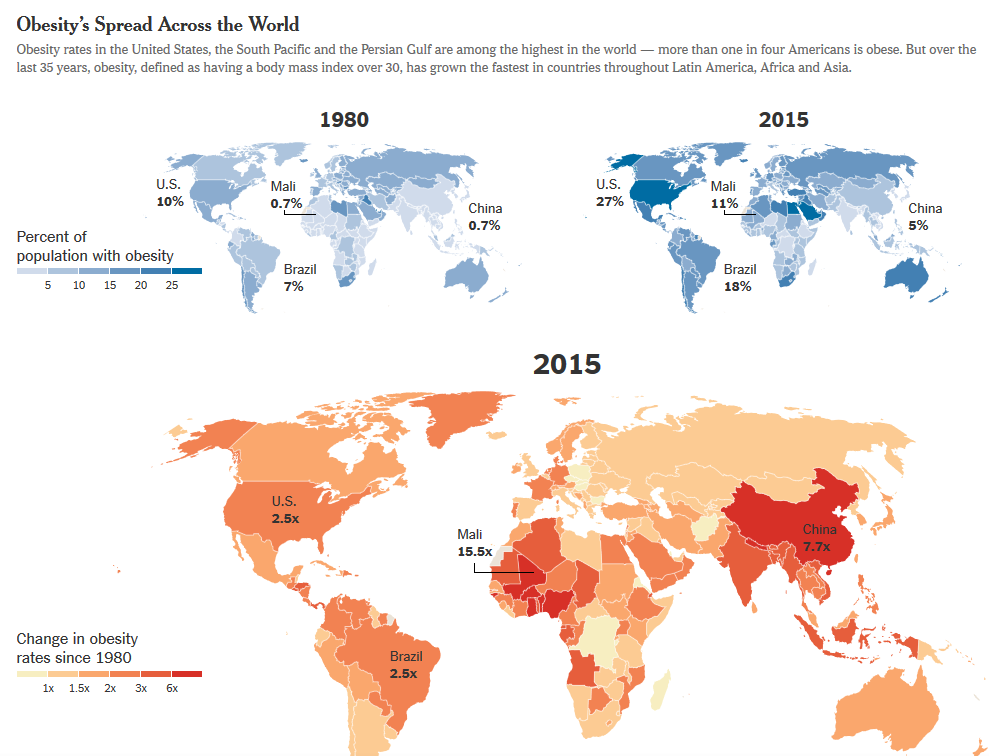 Obesity's Spread Across the World
Obesity rates in the United States, the South Pacific and the Persian Gulf are among the highest in the world — more than one in four Americans is obese. But over the
last 35 years, obesity, defined as having a body mass index over 30, has grown the fastest in countries throughout Latin America, Africa and Asia.
1980
U.S.
10%
Mali
0.7%
China
0.7%
Brazil
7%
Percent of
population with obesity
5 10 15 20 25
2015
U.S.
27%
Mali
11%
China
5%
Brazil
18%
2015
U.S.
2.5x
Mali
15.5x
China
7.7x
Brazil
2.5x
Change in obesity
rates since 1980
1x 1.5x 2x 3x 6x